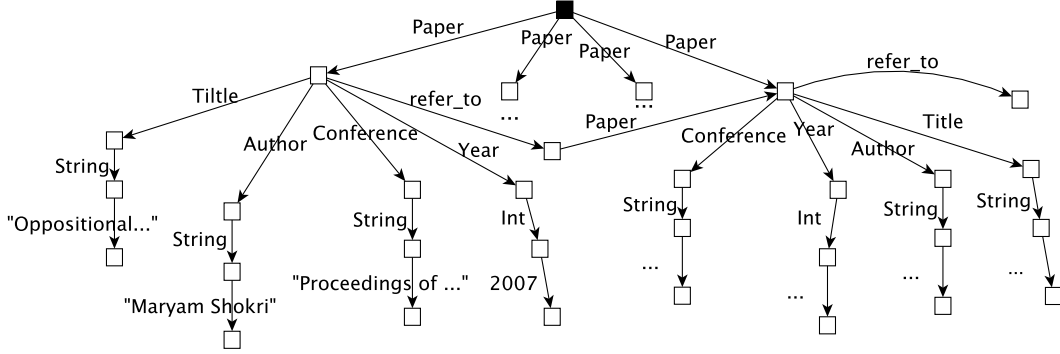 Paper
Paper
Paper
Paper
refer_to
Tiltle
refer_to
Author
Conference
Year
Paper
Conference
Year
Author
Title
...
...
String
String
String
Int
String
Int
String
String
"Oppositional..."
"Maryam Shokri"
"Proceedings of ..."
2007
...
...
...
...